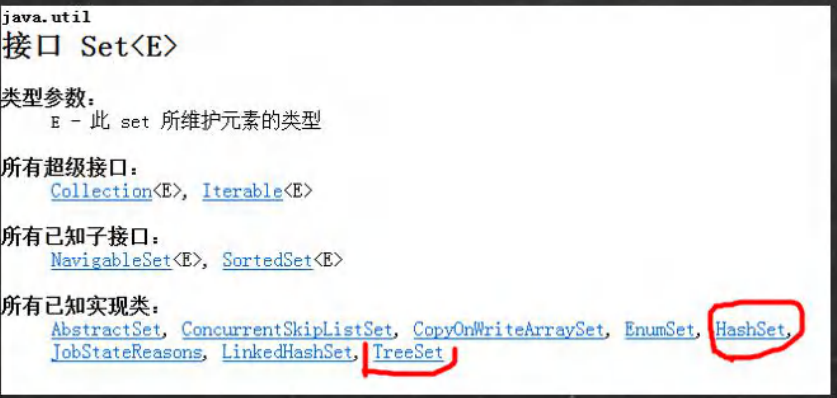 java.util
接口 Set<E>
类型参数：
E - 此 set 所维护元素的类型
所有超级接口：
Collection<E>, Iterable<E>
所有已知子接口：
NavigableSet<E>, SortedSet<E>
所有已知实现类：
AbstractSet, ConcurrentSkipListSet, CopyOnWriteArraySet, EnumSet, HashSet,
JobStateReasons, LinkedHashSet, TreeSet